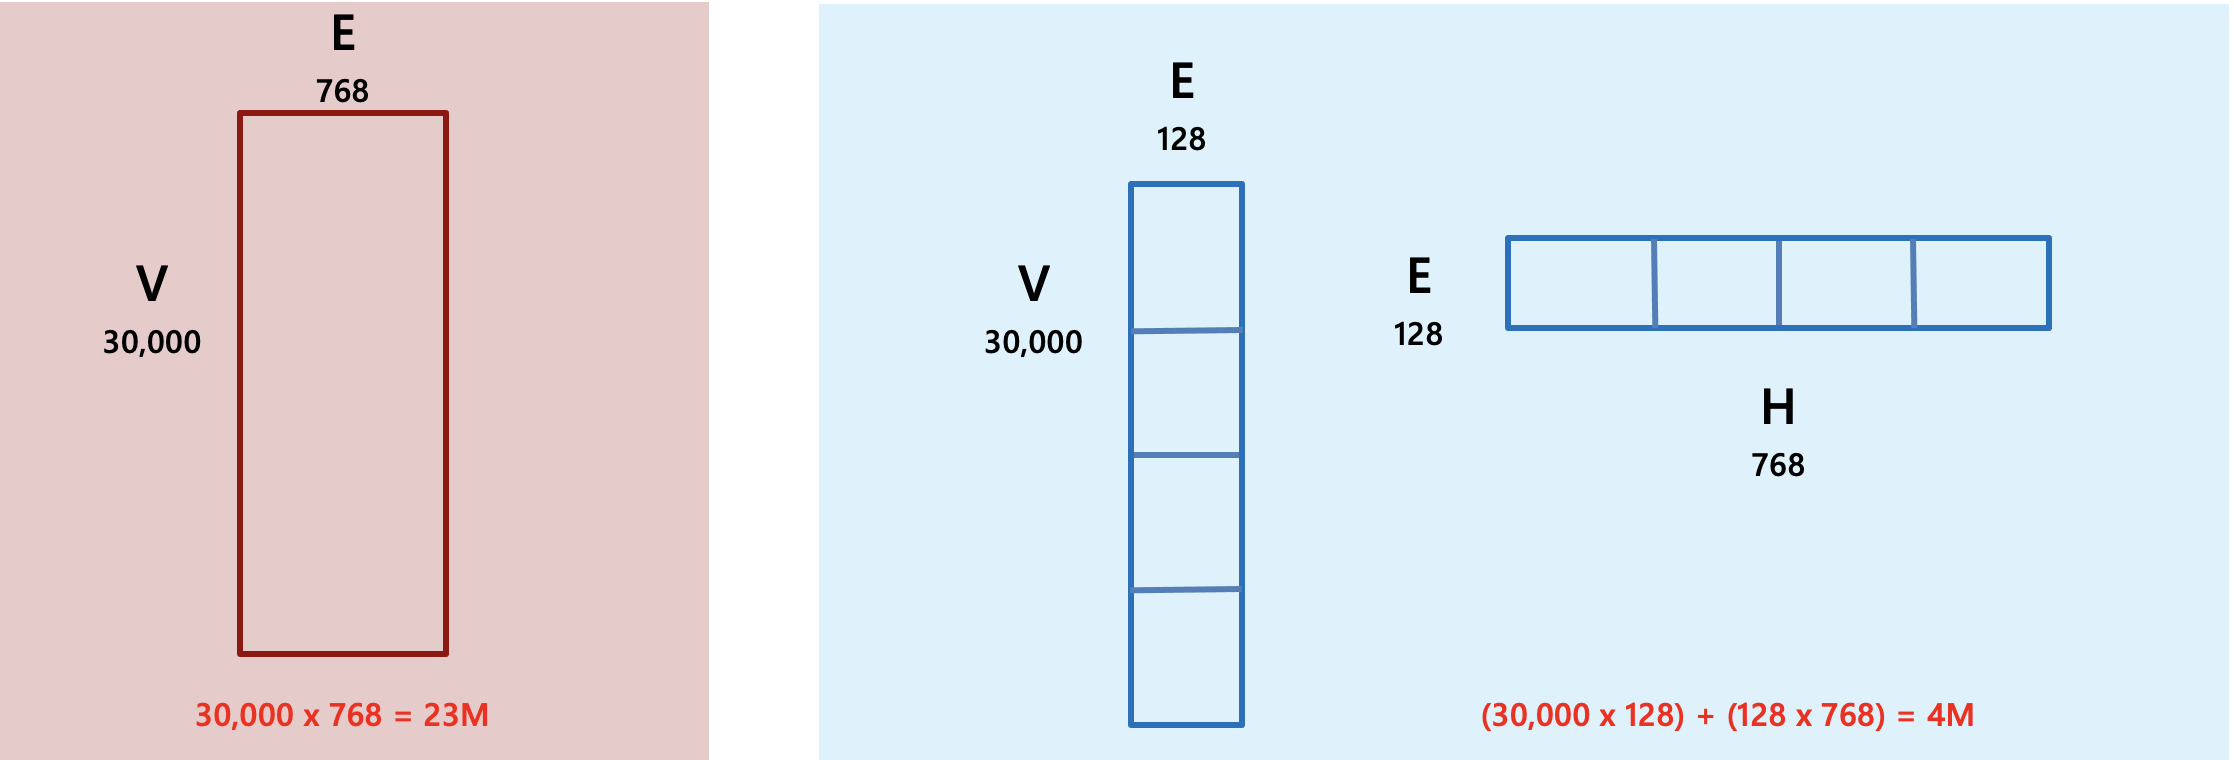 E
768
V
30,000
30,000 x 768 = 23M
E
128
V
30,000
E
128
H
768
(30,000 x 128) + (128 x 768) = 4M